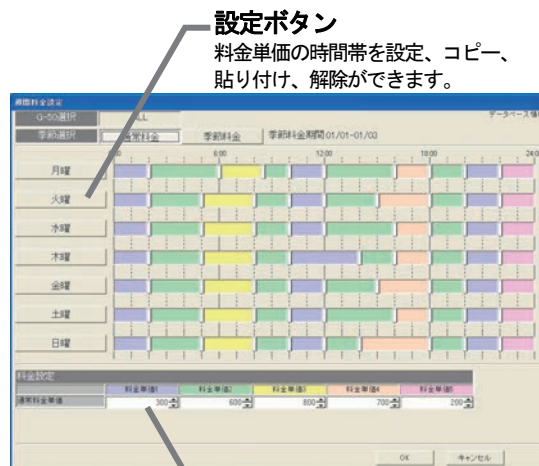 設定ボタン
料金単価の時間帯を設定、コピー、
貼り付け、解除ができます。
週間料金設定
G-50選択 ALL
季節選択 通常料金 季節料金 季節料金期間 01/01-01/03
6:00 12:00 18:00 24:0
月曜
火曜
水曜
木曜
金曜
土曜
日曜
料金設定
料金単価1 料金単価2 料金単価3 料金単価4 料金単価5
通常料金単価 300 600 800 700 200
OK キャンセル